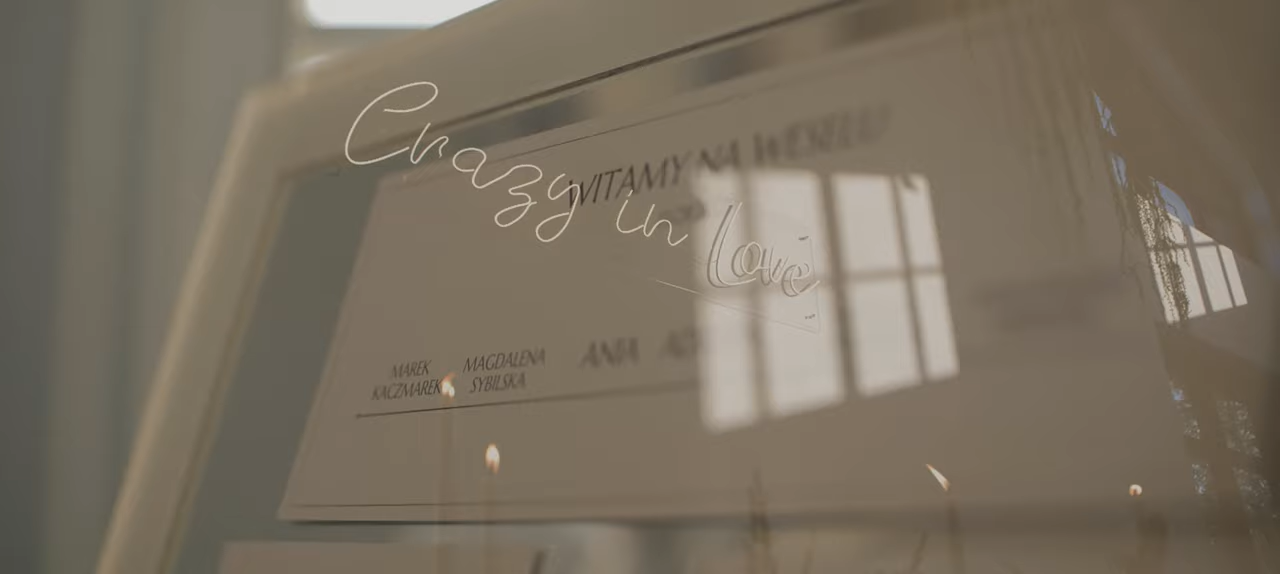 Crazy in Love
WITAMY NA WESELU
MAREK KACZMAREK
MAGDALENA SYBILSKA
ANIA